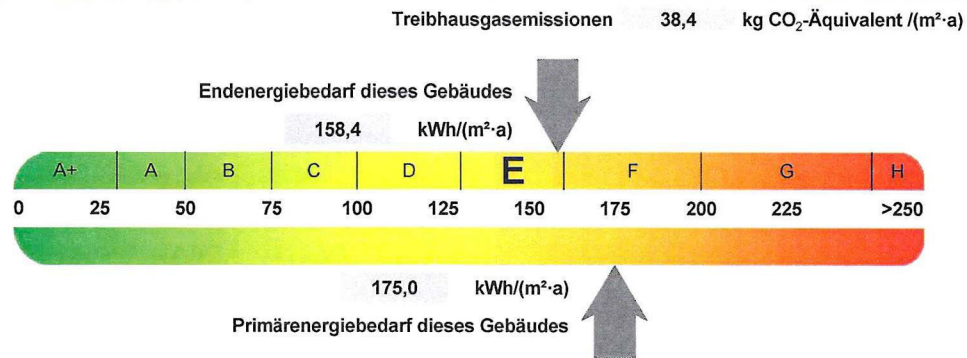 Treibhausgasemissionen 38,4 kg CO₂-Äquivalent /(m²·a)
Endenergiebedarf dieses Gebäudes
158,4 kWh/(m²·a)
A+ A B C D E F G H
0 25 50 75 100 125 150 175 200 225 >250
175,0 kWh/(m²·a)
Primärenergiebedarf dieses Gebäudes